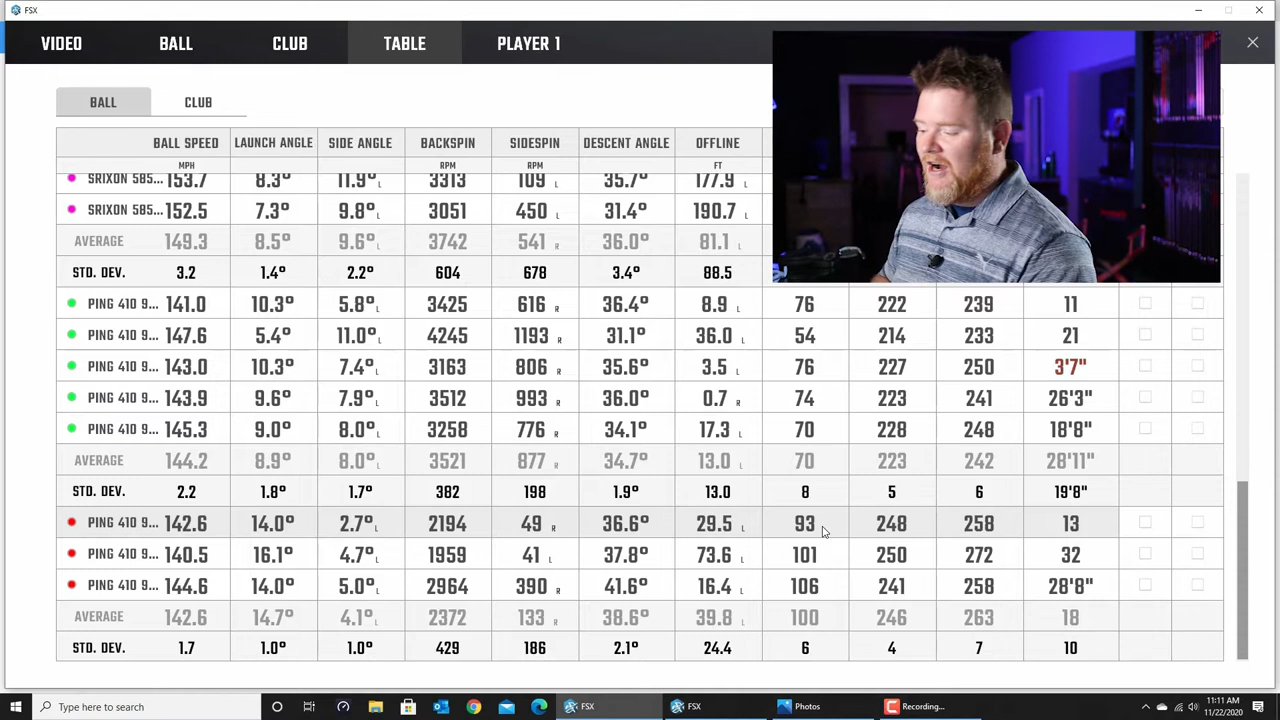 FSX
VIDEO BALL CLUB TABLE PLAYER 1
BALL CLUB
BALL SPEED LAUNCH ANGLE SIDE ANGLE BACKSPIN SIDESPIN DESCENT ANGLE OFFLINE
MPH RPM RPM FT
SRIXON 585... 153.7 8.3° 11.9° L 3313 109 L 35.7° 177.9 L
SRIXON 585... 152.5 7.3° 9.8° L 3051 450 L 31.4° 190.7 L
AVERAGE 149.3 8.5° 9.6° L 3742 541 R 36.0° 81.1 L
STD. DEV. 3.2 1.4° 2.2° 604 678 3.4° 88.5
PING 410 9... 141.0 10.3° 5.8° L 3425 616 R 36.4° 8.9 L 76 222 239 11
PING 410 9... 147.6 5.4° 11.0° L 4245 1193 R 31.1° 36.0 L 54 214 233 21
PING 410 9... 143.0 10.3° 7.4° L 3163 806 R 35.6° 3.5 L 76 227 250 3'7"
PING 410 9... 143.9 9.6° 7.9° L 3512 993 R 36.0° 0.7 R 74 223 241 26'3"
PING 410 9... 145.3 9.0° 8.0° L 3258 776 R 34.1° 17.3 L 70 228 248 18'8"
AVERAGE 144.2 8.9° 8.0° L 3521 877 R 34.7° 13.0 L 70 223 242 28'11"
STD. DEV. 2.2 1.8° 1.7° 382 198 1.9° 13.0 8 5 6 19'8"
PING 410 9... 142.6 14.0° 2.7° L 2194 49 R 36.6° 29.5 L 93 248 258 13
PING 410 9... 140.5 16.1° 4.7° L 1959 41 L 37.8° 73.6 L 101 250 272 32
PING 410 9... 144.6 14.0° 5.0° L 2964 390 R 41.6° 16.4 L 106 241 258 28'8"
AVERAGE 142.6 14.7° 4.1° L 2372 133 R 38.6° 39.8 L 100 246 263 18
STD. DEV. 1.7 1.0° 1.0° 429 186 2.1° 24.4 6 4 7 10
Type here to search FSX FSX Photos Recording... 11:11 AM
11/22/2020